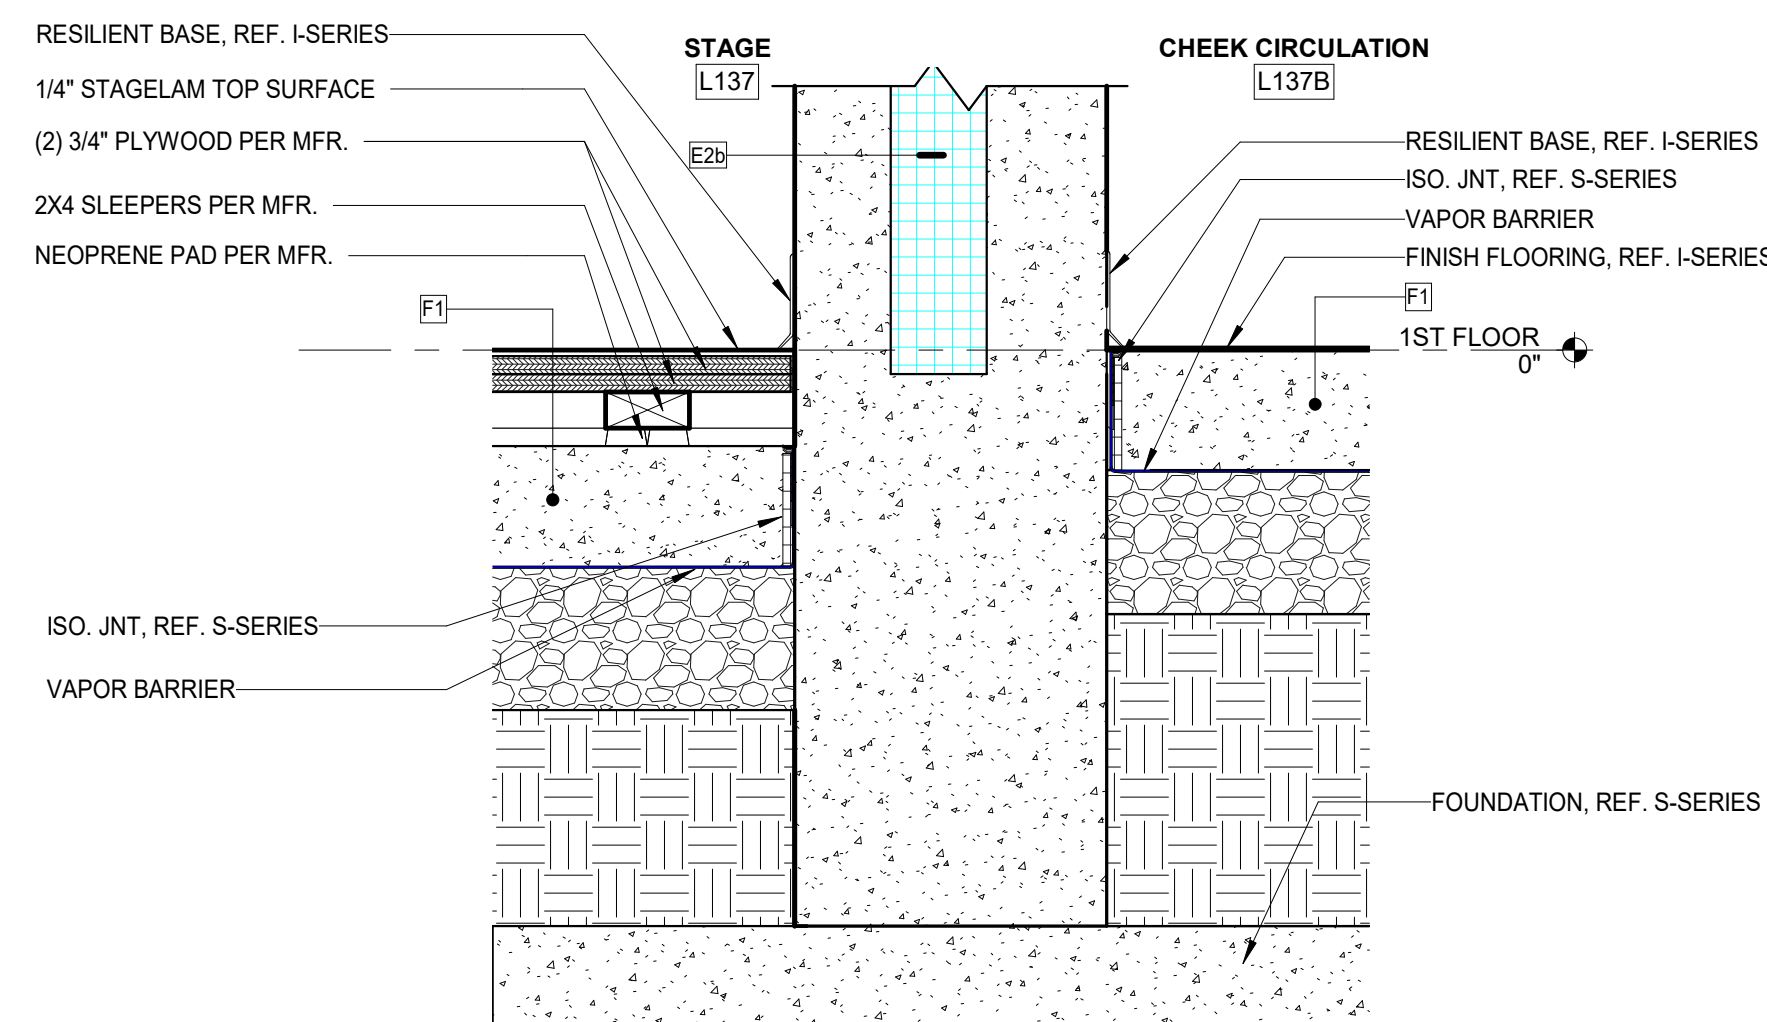 RESILIENT BASE, REF. I-SERIES
1/4" STAGELAM TOP SURFACE
(2) 3/4" PLYWOOD PER MFR.
2X4 SLEEPERS PER MFR.
NEOPRENE PAD PER MFR.
F1
ISO. JNT, REF. S-SERIES
VAPOR BARRIER
STAGE
L137
E2b
CHEEK CIRCULATION
L137B
RESILIENT BASE, REF. I-SERIES
ISO. JNT, REF. S-SERIES
VAPOR BARRIER
FINISH FLOORING, REF. I-SERIES
F1
1ST FLOOR
0"
FOUNDATION, REF. S-SERIES